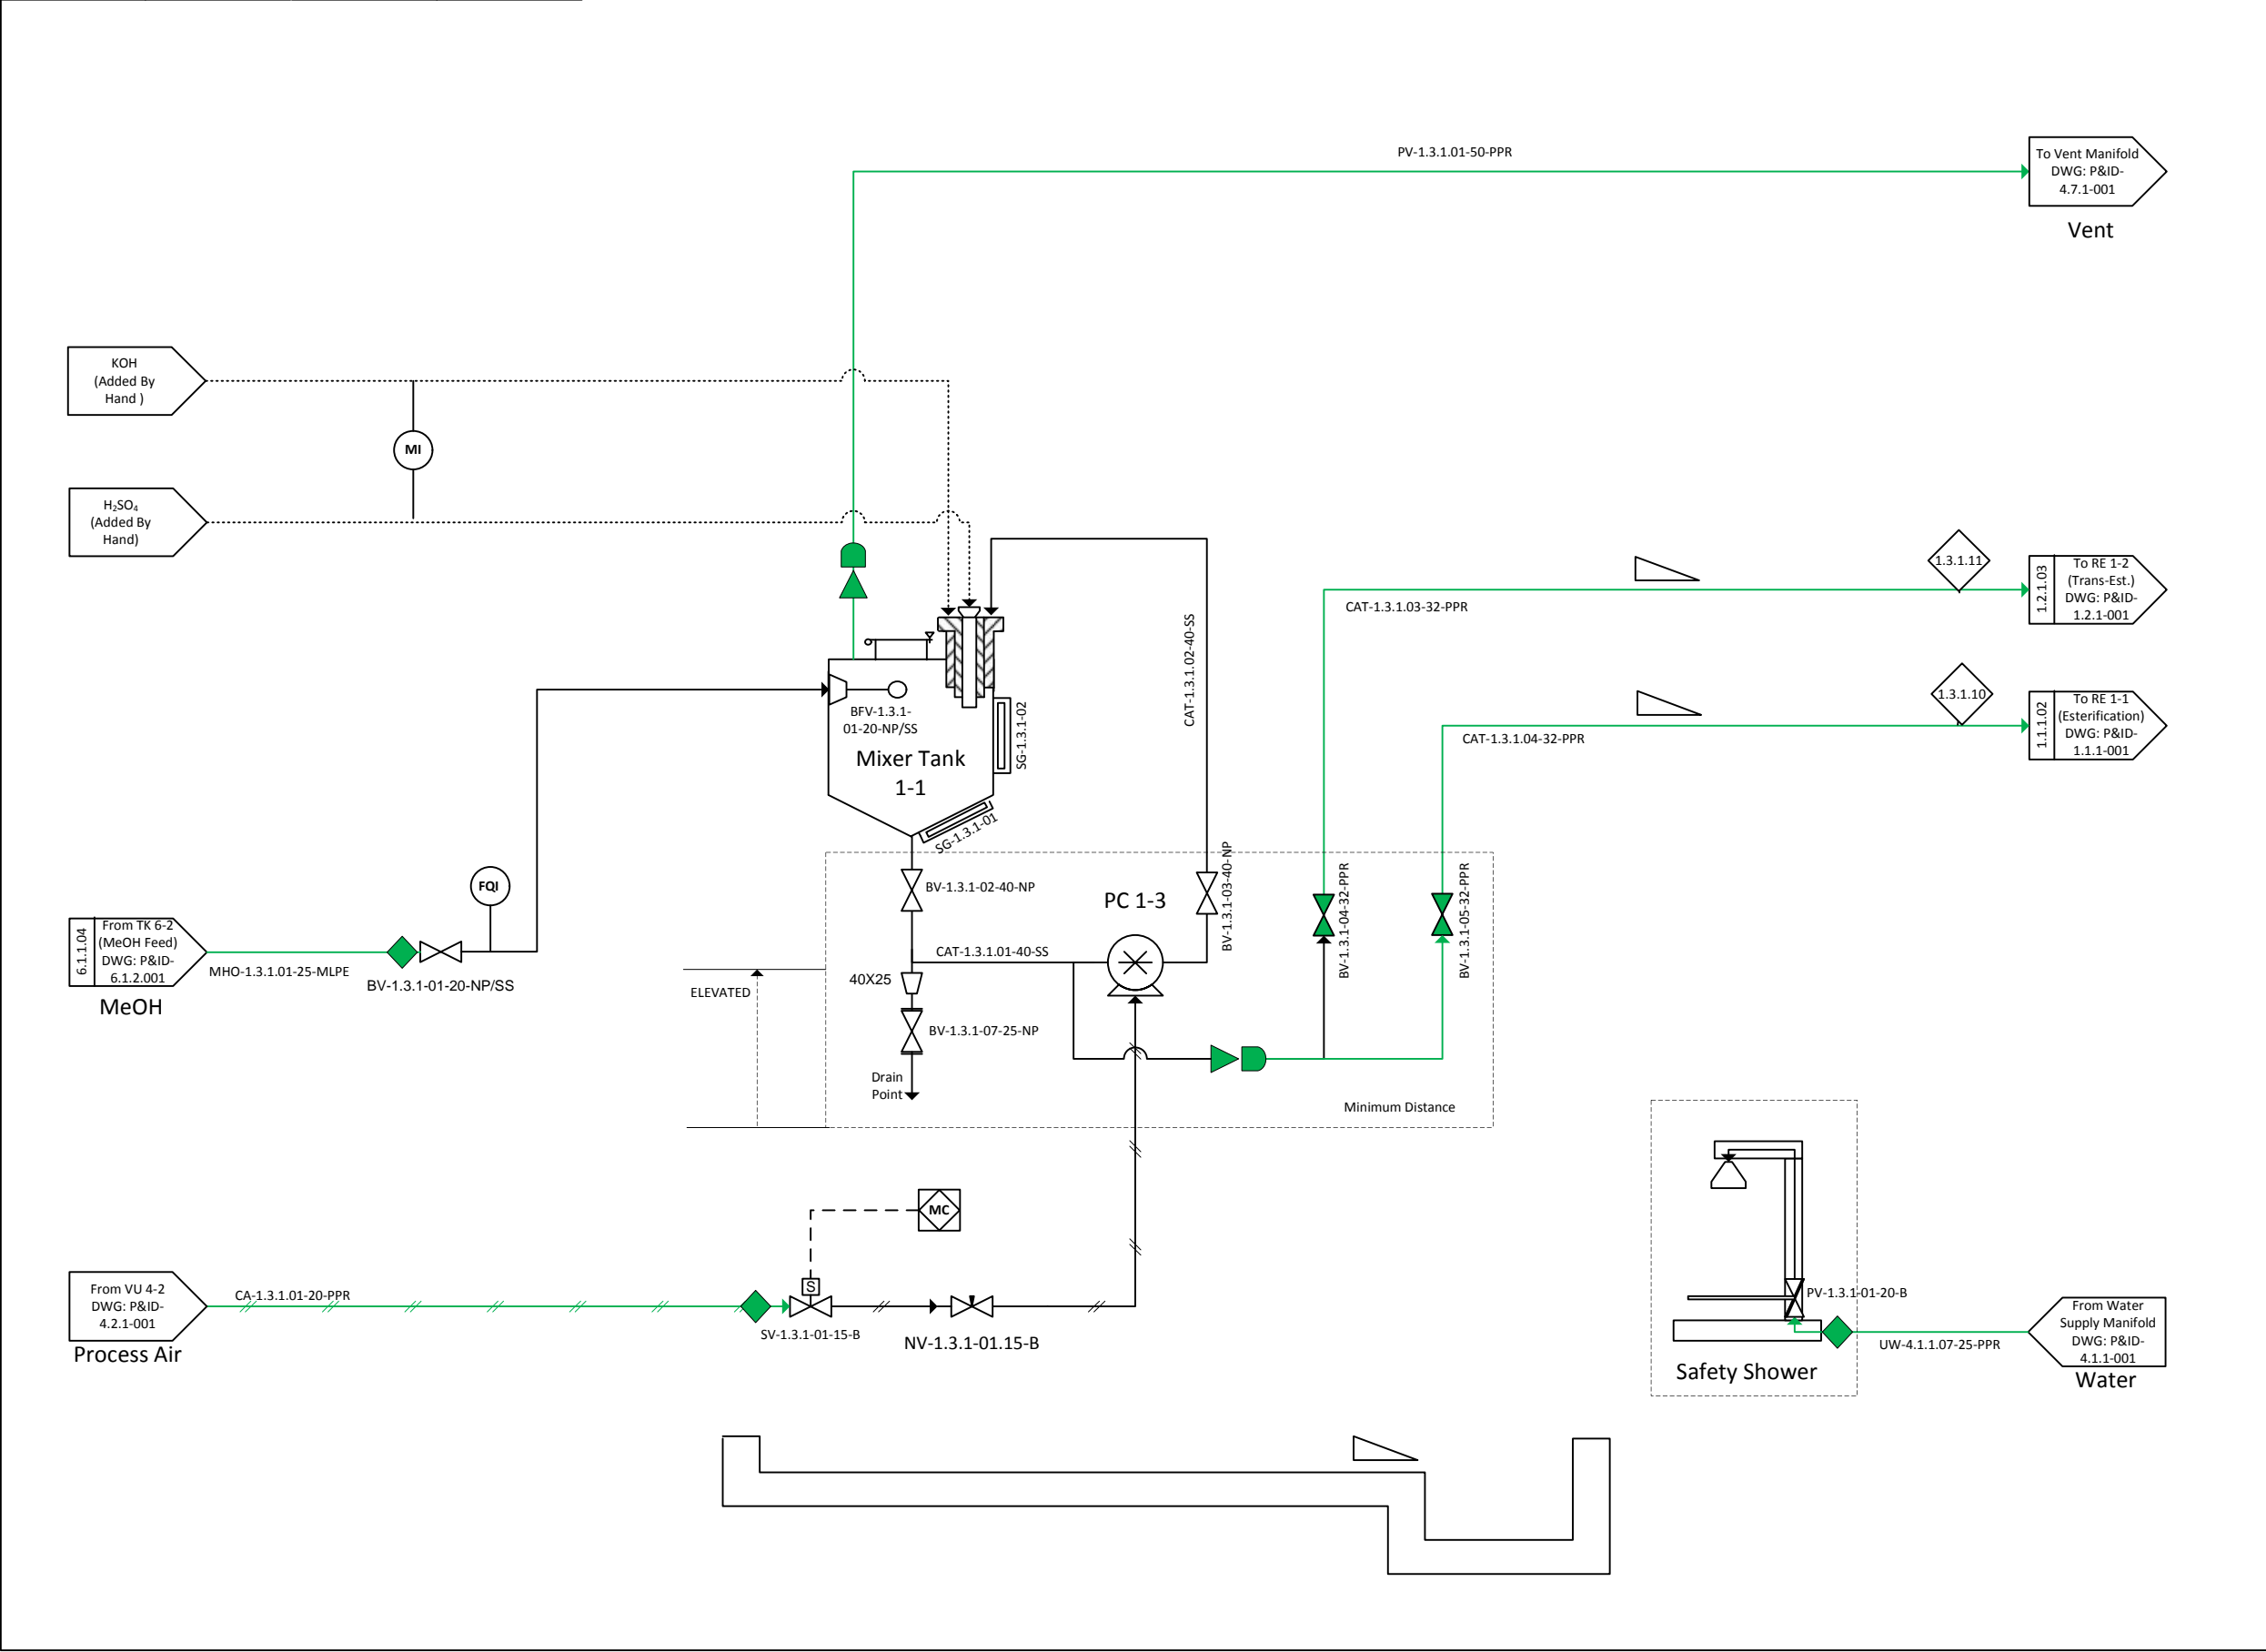 PV-1.3.1.01-50-PPR
To Vent Manifold
DWG: P&ID-
4.7.1-001
Vent
KOH
(Added By
Hand )
MI
H₂SO₄
(Added By
Hand)
1.3.1.11
1.2.1.03
To RE 1-2
(Trans-Est.)
DWG: P&ID-
1.2.1-001
CAT-1.3.1.03-32-PPR
CAT-1.3.1.02-40-SS
1.3.1.10
1.1.1.02
To RE 1-1
(Esterification)
DWG: P&ID-
1.1.1-001
CAT-1.3.1.04-32-PPR
BFV-1.3.1-
01-20-NP/SS
Mixer Tank
1-1
SG-1.3.1-02
SG-1.3.1-01
FQI
6.1.1.04
From TK 6-2
(MeOH Feed)
DWG: P&ID-
6.1.2.001
MeOH
MHO-1.3.1.01-25-MLPE
BV-1.3.1-01-20-NP/SS
BV-1.3.1-02-40-NP
PC 1-3
BV-1.3.1-03-40-NP
BV-1.3.1-04-32-PPR
BV-1.3.1-05-32-PPR
CAT-1.3.1.01-40-SS
ELEVATED
40X25
BV-1.3.1-07-25-NP
Drain
Point
Minimum Distance
MC
From VU 4-2
DWG: P&ID-
4.2.1-001
Process Air
CA-1.3.1.01-20-PPR
S
SV-1.3.1-01-15-B
NV-1.3.1-01.15-B
PV-1.3.1-01-20-B
Safety Shower
UW-4.1.1.07-25-PPR
From Water
Supply Manifold
DWG: P&ID-
4.1.1-001
Water